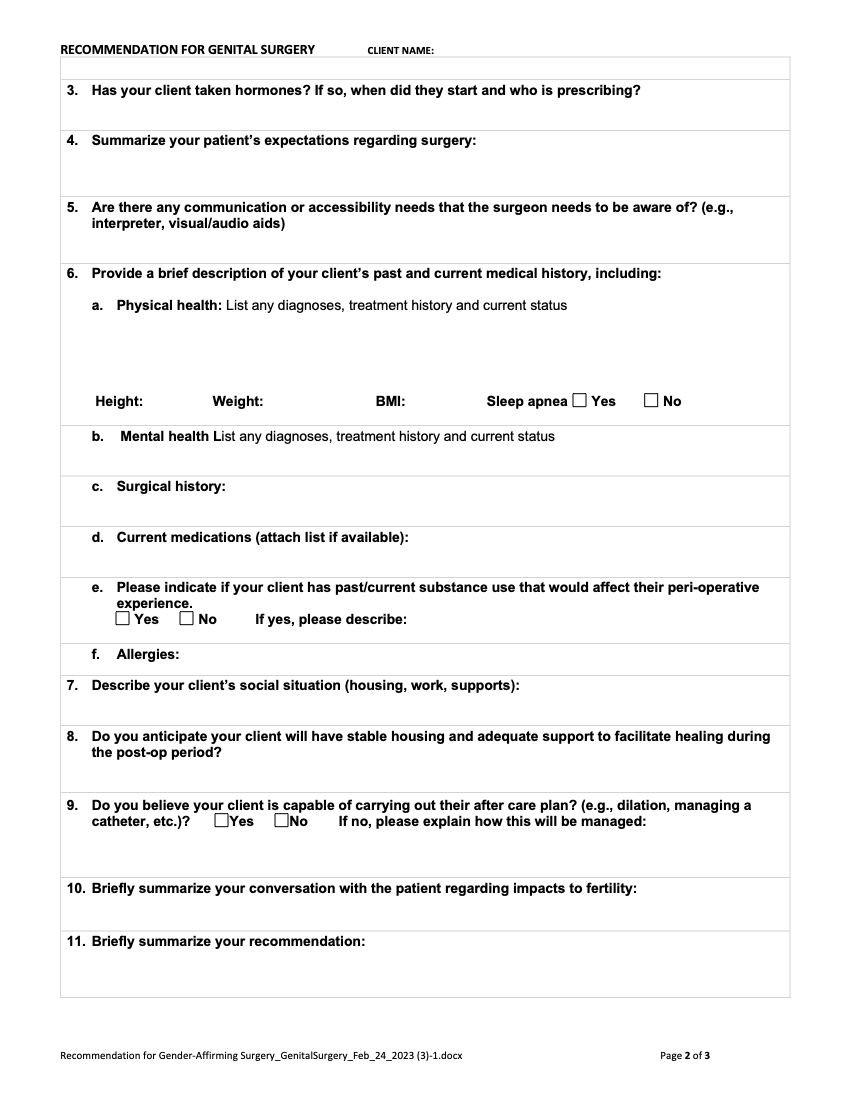 RECOMMENDATION FOR GENITAL SURGERY CLIENT NAME:
3. Has your client taken hormones? If so, when did they start and who is prescribing?
4. Summarize your patient's expectations regarding surgery:
5. Are there any communication or accessibility needs that the surgeon needs to be aware of? (e.g.,
interpreter, visual/audio aids)
6. Provide a brief description of your client's past and current medical history, including:
a. Physical health: List any diagnoses, treatment history and current status
Height: Weight: BMI: Sleep apnea ☐ Yes ☐ No
b. Mental health List any diagnoses, treatment history and current status
c. Surgical history:
d. Current medications (attach list if available):
e. Please indicate if your client has past/current substance use that would affect their peri-operative
experience.
☐ Yes ☐ No If yes, please describe:
f. Allergies:
7. Describe your client's social situation (housing, work, supports):
8. Do you anticipate your client will have stable housing and adequate support to facilitate healing during
the post-op period?
9. Do you believe your client is capable of carrying out their after care plan? (e.g., dilation, managing a
catheter, etc.)? ☐Yes ☐No If no, please explain how this will be managed:
10. Briefly summarize your conversation with the patient regarding impacts to fertility:
11. Briefly summarize your recommendation:
Recommendation for Gender-Affirming Surgery_GenitalSurgery_Feb_24_2023 (3)-1.docx Page 2 of 3